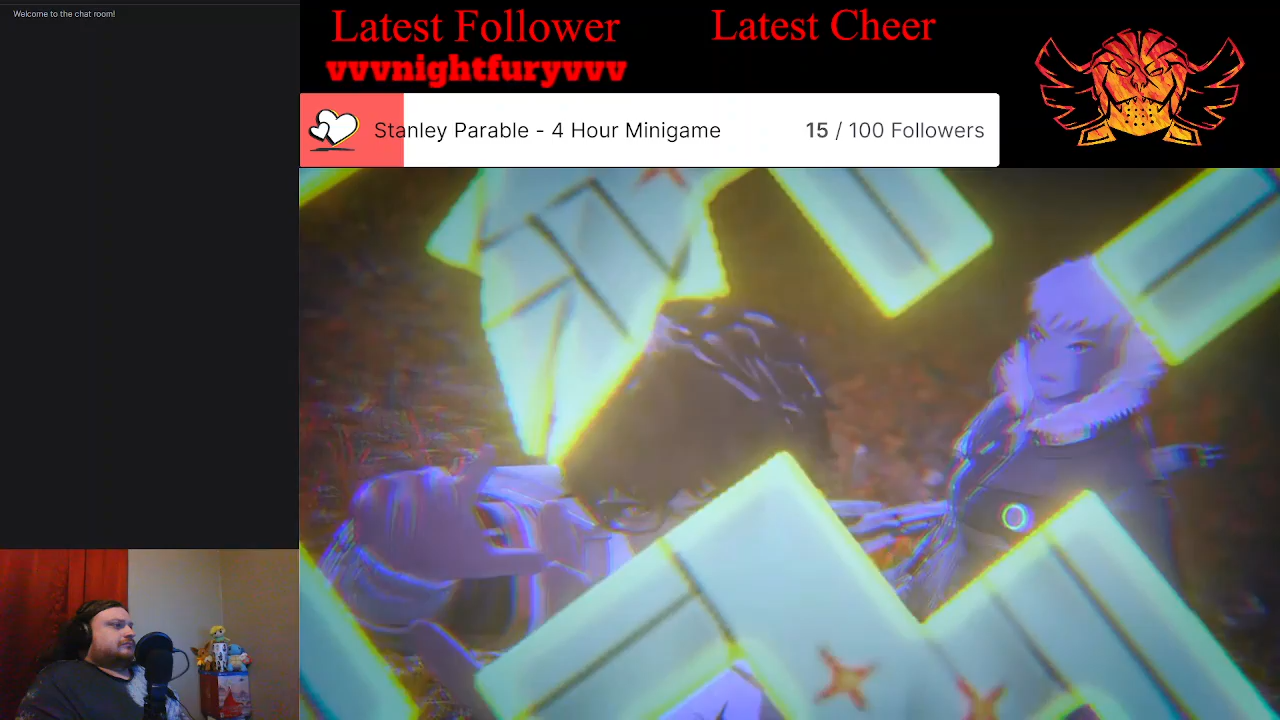 Welcome to the chat room!
Latest Follower
vvvnightfuryvvv
Latest Cheer
Stanley Parable - 4 Hour Minigame
15 / 100 Followers